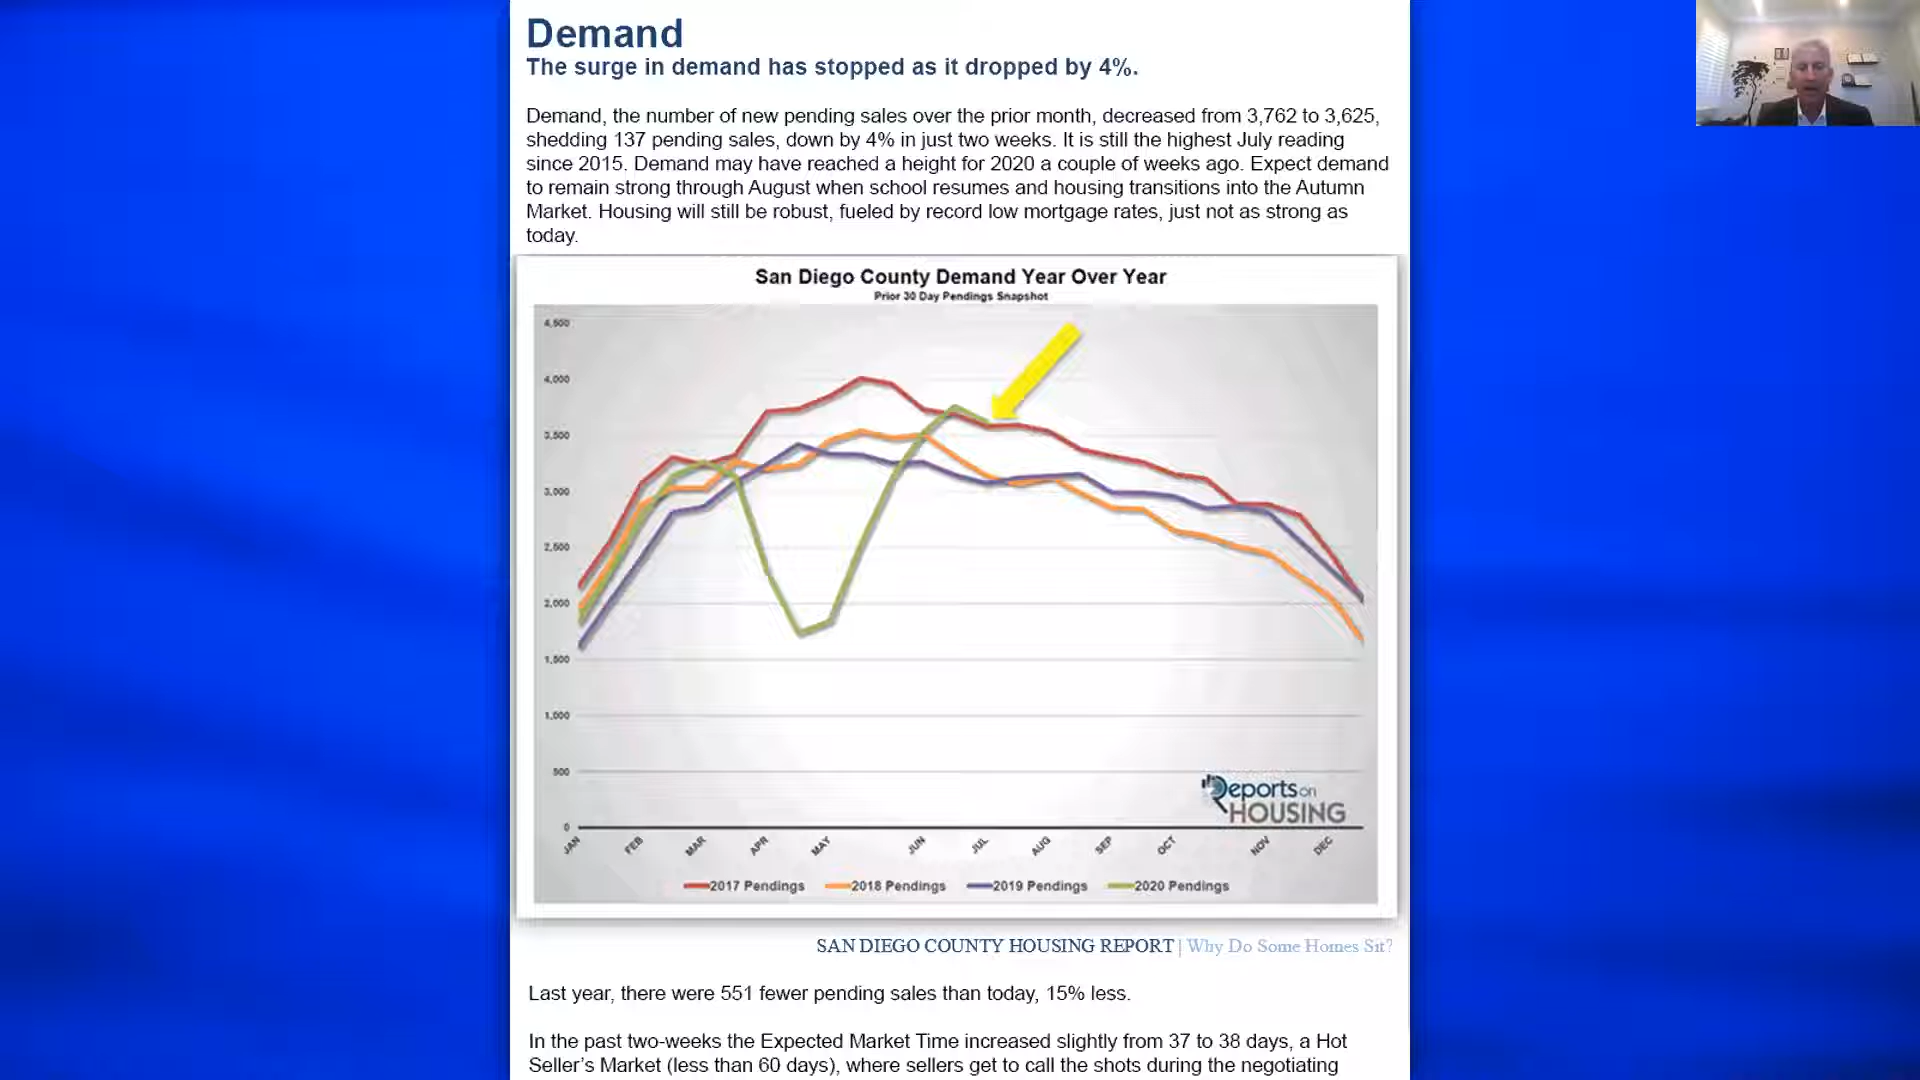 Demand
The surge in demand has stopped as it dropped by 4%.
Demand, the number of new pending sales over the prior month, decreased from 3,762 to 3,625,
shedding 137 pending sales, down by 4% in just two weeks. It is still the highest July reading
since 2015. Demand may have reached a height for 2020 a couple of weeks ago. Expect demand
to remain strong through August when school resumes and housing transitions into the Autumn
Market. Housing will still be robust, fueled by record low mortgage rates, just not as strong as
today.
San Diego County Demand Year Over Year
Prior 30 Day Pendings Snapshot
4,500
4,000
3,500
3,000
2,500
2,000
1,500
1,000
500
0
JAN FEB MAR APR MAY JUN JUL AUG SEP OCT NOV DEC
Reports on
HOUSING
2017 Pendings 2018 Pendings 2019 Pendings 2020 Pendings
SAN DIEGO COUNTY HOUSING REPORT | Why Do Some Homes Sit?
Last year, there were 551 fewer pending sales than today, 15% less.
In the past two-weeks the Expected Market Time increased slightly from 37 to 38 days, a Hot
Seller's Market (less than 60 days), where sellers get to call the shots during the negotiating